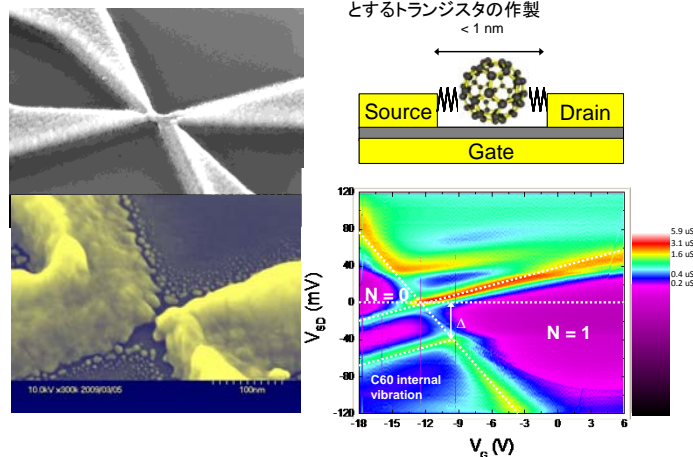 とするトランジスタの作製
< 1 nm
Source
Drain
Gate
10.0kV x300k 2009/03/05
100nm
V_SD (mV)
120
80
40
0
-40
-80
-120
N = 0
N = 1
Δ
C60 internal
vibration
-18 -15 -12 -9 -6 -3 0 3 6
V_G (V)
5.9 uS
3.1 uS
1.6 uS
0.4 uS
0.2 uS